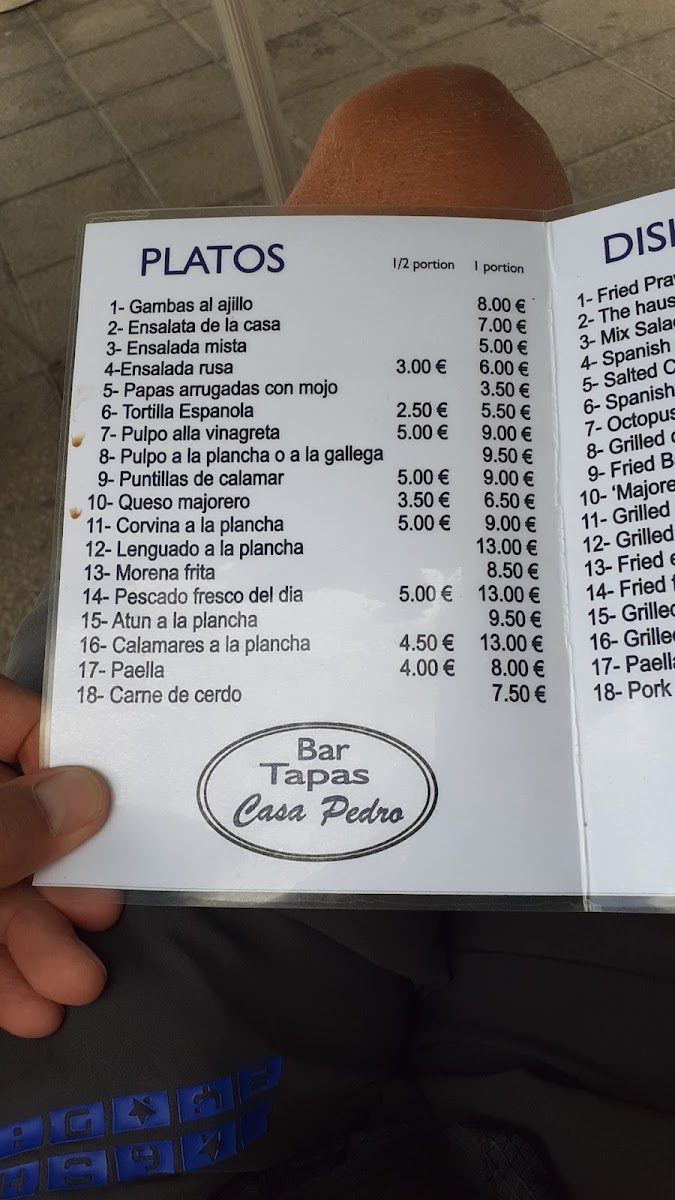 PLATOS 1/2 portion 1 portion
1- Gambas al ajillo 8.00 €
2- Ensalata de la casa 7.00 €
3- Ensalada mista 5.00 €
4-Ensalada rusa 3.00 € 6.00 €
5- Papas arrugadas con mojo 3.50 €
6- Tortilla Espanola 2.50 € 5.50 €
7- Pulpo alla vinagreta 5.00 € 9.00 €
8- Pulpo a la plancha o a la gallega 9.50 €
9- Puntillas de calamar 5.00 € 9.00 €
10- Queso majorero 3.50 € 6.50 €
11- Corvina a la plancha 5.00 € 9.00 €
12- Lenguado a la plancha 13.00 €
13- Morena frita 8.50 €
14- Pescado fresco del dia 5.00 € 13.00 €
15- Atun a la plancha 9.50 €
16- Calamares a la plancha 4.50 € 13.00 €
17- Paella 4.00 € 8.00 €
18- Carne de cerdo 7.50 €
Bar
Tapas
Casa Pedro
1- Fried
2- The
3- Mix
4- Spanish
5- Salted
6- Spanish
7- Octopus
8- Grilled
9- Fried
10-
11- Grilled
12- Grilled
13- Fried
14- Fried
15- Grilled
16- Grilled
17- Paella
18- Pork